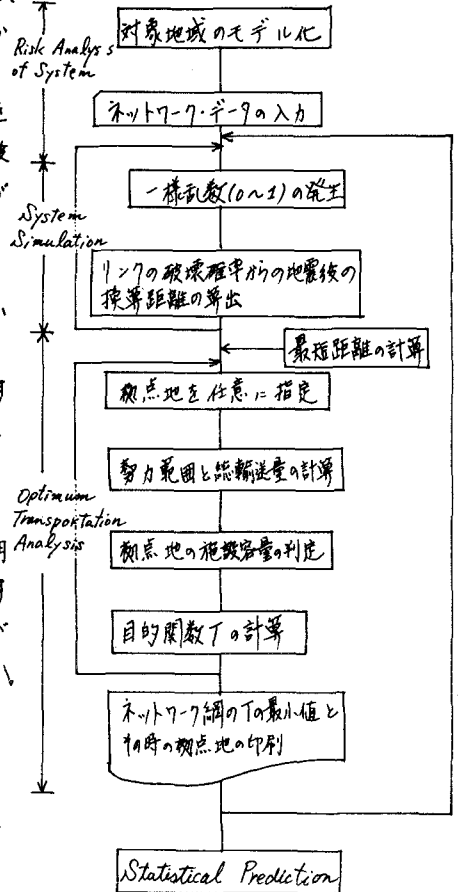 対象地域のモデル化
Risk Analysis
of System
ネットワーク・データの入力
一様乱数(0~1)の発生
System
Simulation
リンクの破壊確率からの地震後の
換算距離の算出
最短距離の計算
拠点地を任意に指定
勢力範囲と総輸送量の計算
Optimum
Transportation
Analysis
拠点地の施設容量の判定
目的関数Tの計算
ネットワーク網のTの最小値と
その時の拠点地の印刷
Statistical Prediction